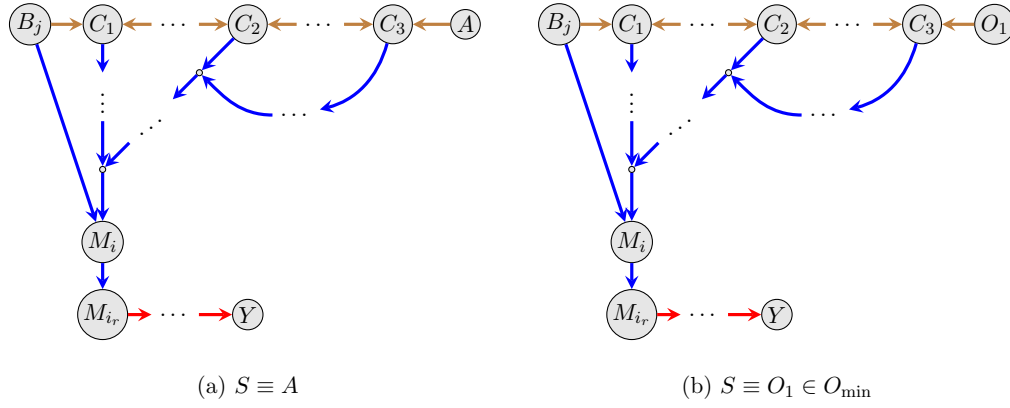 B_j C_1 ⋯ C_2 ⋯ C_3 A
⋮ ⋰ ⋯
M_i
M_{i_r} ⋯ Y
(a) S ≡ A
B_j C_1 ⋯ C_2 ⋯ C_3 O_1
⋮ ⋰ ⋯
M_i
M_{i_r} ⋯ Y
(b) S ≡ O_1 ∈ O_min